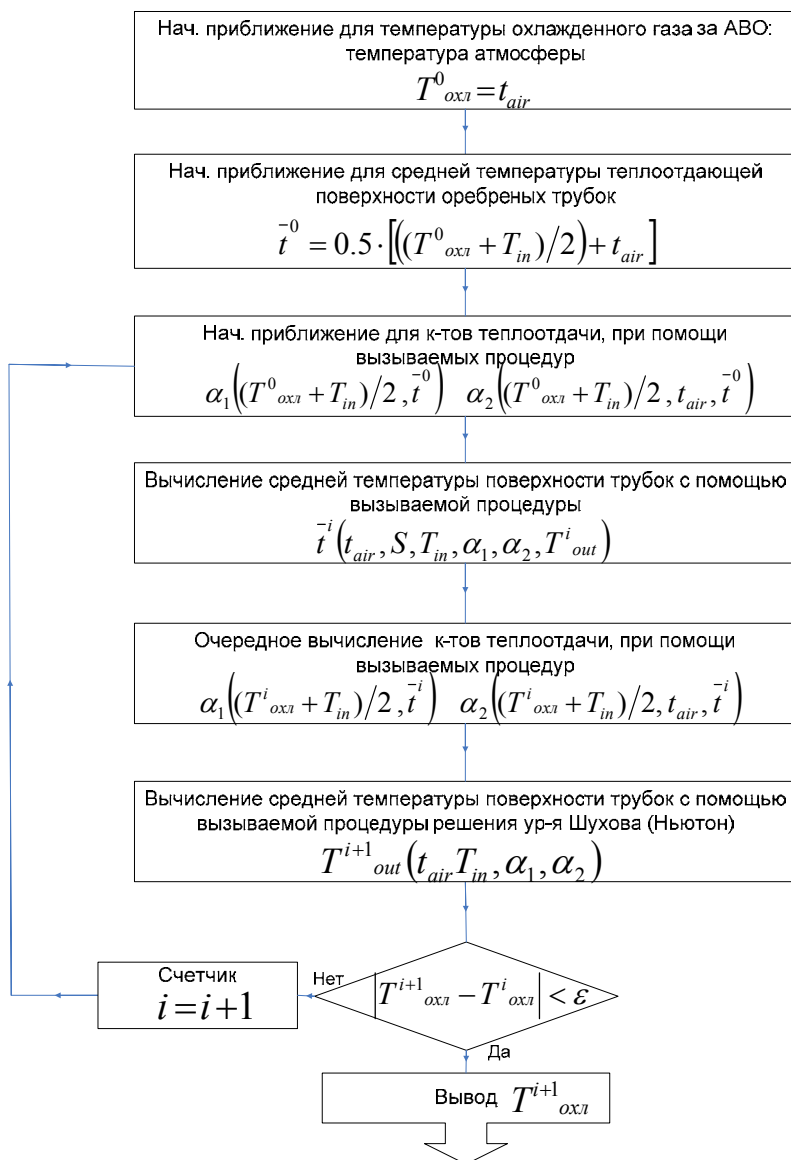 Нач. приближение для температуры охлажденного газа за АВО:
температура атмосферы
T⁰охл = t_air
Нач. приближение для средней температуры теплоотдающей
поверхности оребреных трубок
t̄⁰ = 0.5·[((T⁰охл + T_in)/2) + t_air]
Нач. приближение для к-тов теплоотдачи, при помощи
вызываемых процедур
α₁((T⁰охл + T_in)/2, t̄⁰) α₂((T⁰охл + T_in)/2, t_air, t̄⁰)
Вычисление средней температуры поверхности трубок с помощью
вызываемой процедуры
t̄ⁱ(t_air, S, T_in, α₁, α₂, Tⁱ_out)
Очередное вычисление к-тов теплоотдачи, при помощи
вызываемых процедур
α₁((Tⁱохл + T_in)/2, t̄ⁱ) α₂((Tⁱохл + T_in)/2, t_air, t̄ⁱ)
Вычисление средней температуры поверхности трубок с помощью
вызываемой процедуры решения ур-я Шухова (Ньютон)
Tⁱ⁺¹_out(t_air T_in, α₁, α₂)
Счетчик
i=i+1
Нет
|Tⁱ⁺¹охл − Tⁱохл| < ε
Да
Вывод Tⁱ⁺¹охл